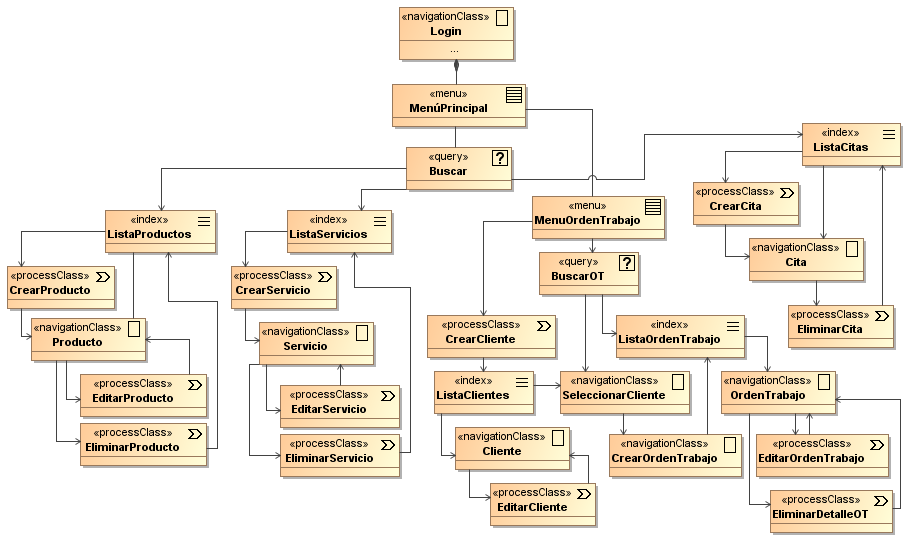 «navigationClass»
Login
...
«menu»
MenúPrincipal
«query»
Buscar
«index»
ListaCitas
«processClass»
CrearCita
«navigationClass»
Cita
«processClass»
EliminarCita
«index»
ListaProductos
«processClass»
CrearProducto
«navigationClass»
Producto
«processClass»
EditarProducto
«processClass»
EliminarProducto
«index»
ListaServicios
«processClass»
CrearServicio
«navigationClass»
Servicio
«processClass»
EditarServicio
«processClass»
EliminarServicio
«menu»
MenuOrdenTrabajo
«query»
BuscarOT
«processClass»
CrearCliente
«index»
ListaClientes
«navigationClass»
Cliente
«processClass»
EditarCliente
«index»
ListaOrdenTrabajo
«navigationClass»
SeleccionarCliente
«navigationClass»
CrearOrdenTrabajo
«navigationClass»
OrdenTrabajo
«processClass»
EditarOrdenTrabajo
«processClass»
EliminarDetalleOT